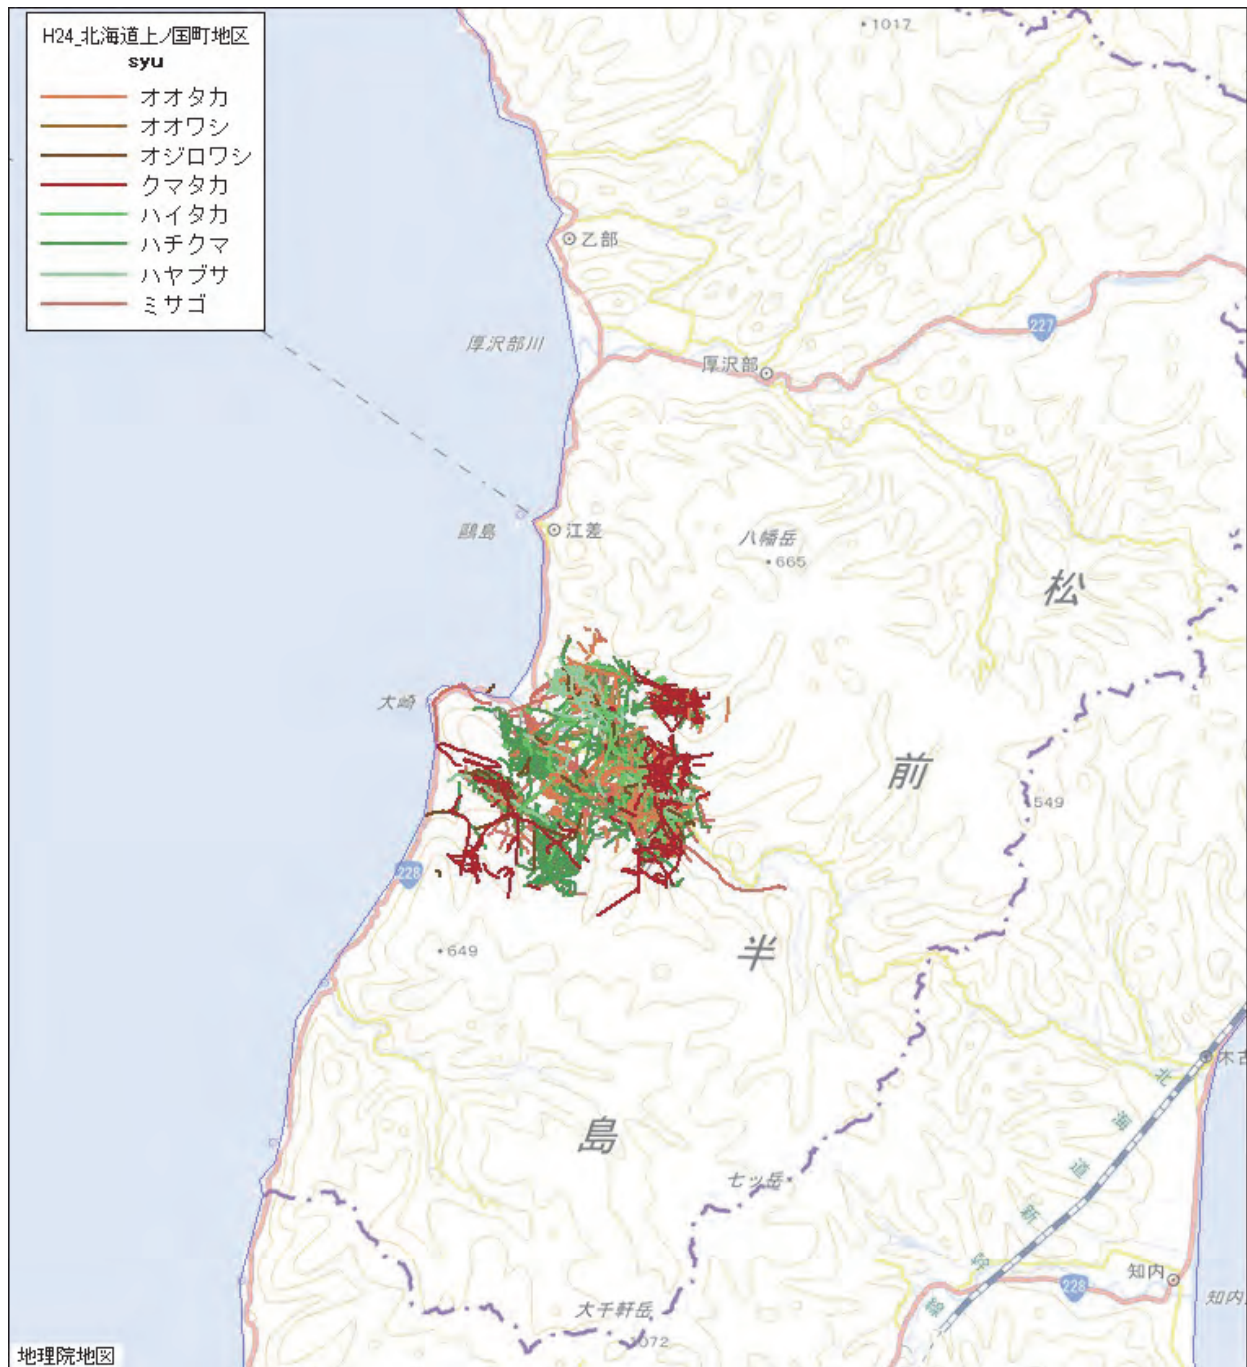 H24_北海道上ノ国町地区
syu
オオタカ
オオワシ
オジロワシ
クマタカ
ハイタカ
ハチクマ
ハヤブサ
ミサゴ
1017
乙部
厚沢部川
227
厚沢部
鷗島
江差
八幡岳
665
松
大崎
前
549
228
649
半
木古
北
海
道
新
幹
線
島
七ツ岳
知内
228
知内
大千軒岳
1072
地理院地図